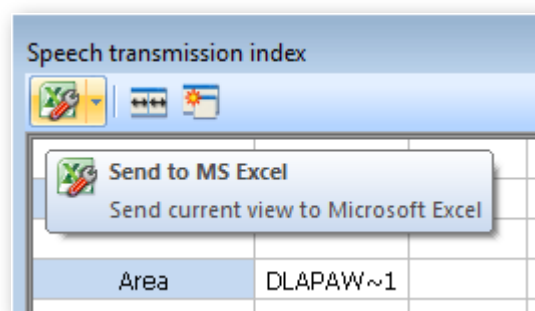 Speech transmission index
Send to MS Excel
Send current view to Microsoft Excel
Area DLAPAW~1